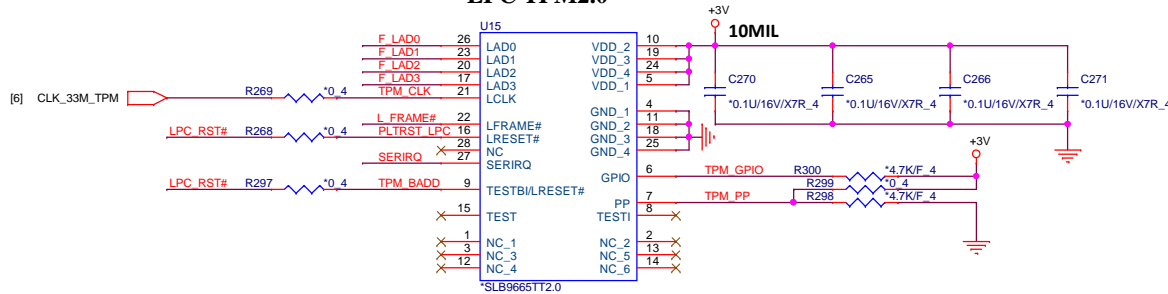 U15
+3V
10MIL
F_LAD0 26 LAD0 VDD_2 10
F_LAD1 23 LAD1 VDD_3 19
F_LAD2 20 LAD2 VDD_4 24
F_LAD3 17 LAD3 VDD_1 5
C270 C265 C266 C271
*0.1U/16V/X7R_4 *0.1U/16V/X7R_4 *0.1U/16V/X7R_4 *0.1U/16V/X7R_4
[6] CLK_33M_TPM R269 *0_4 TPM_CLK 21 LCLK
GND_1 4
L_FRAME# 22 LFRAME# GND_2 11
LPC_RST# R268 *0_4 PLTRST_LPC 16 LRESET# GND_3 18
28 NC GND_4 25
SERIRQ 27 SERIRQ
+3V
GPIO 6 TPM_GPIO R300 *4.7K/F_4
LPC_RST# R297 *0_4 TPM_BADD 9 TESTBI/LRESET#
R299 *0_4
PP 7 TPM_PP R298 *4.7K/F_4
15 TEST TESTI 8
1 NC_1 NC_2 2
3 NC_3 NC_5 13
12 NC_4 NC_6 14
*SLB9665TT2.0